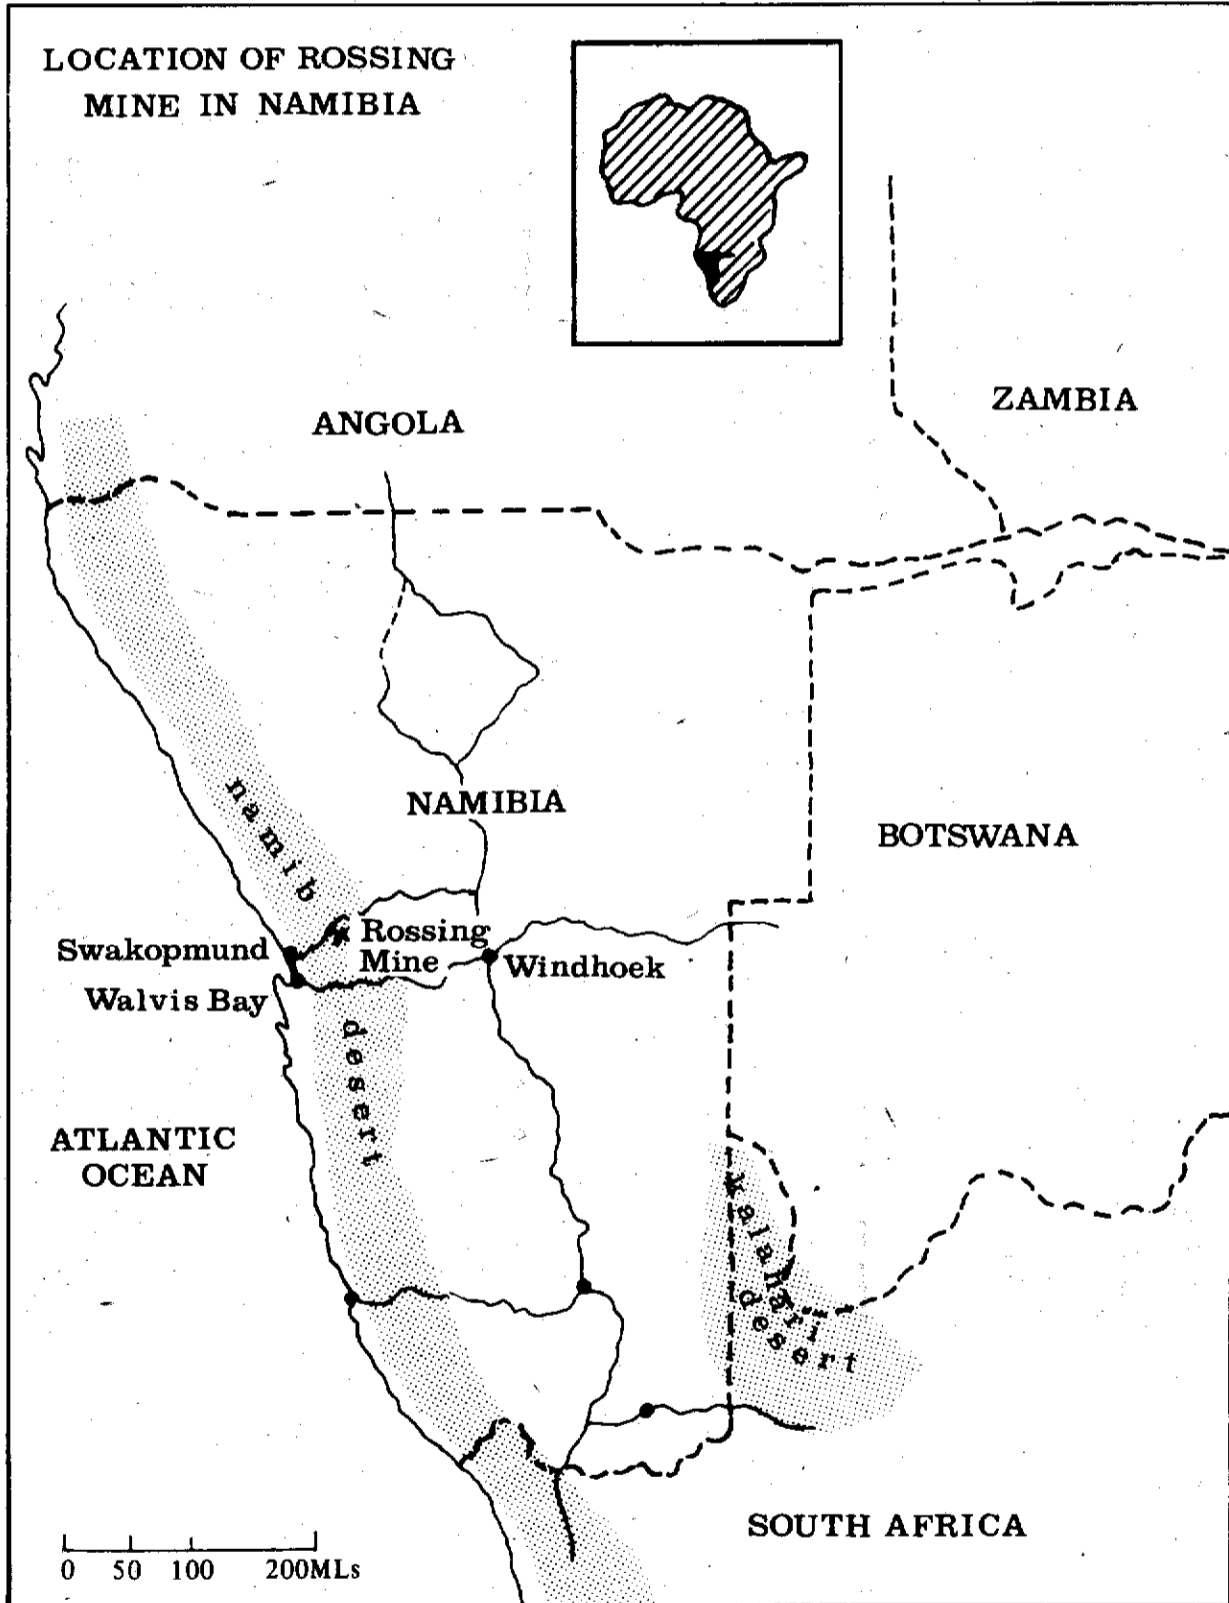 LOCATION OF ROSSING
MINE IN NAMIBIA
ANGOLA
ZAMBIA
namib
NAMIBIA
BOTSWANA
Swakopmund
Rossing
Mine
Windhoek
Walvis Bay
desert
ATLANTIC
OCEAN
kalahari
desert
SOUTH AFRICA
0 50 100 200MLs